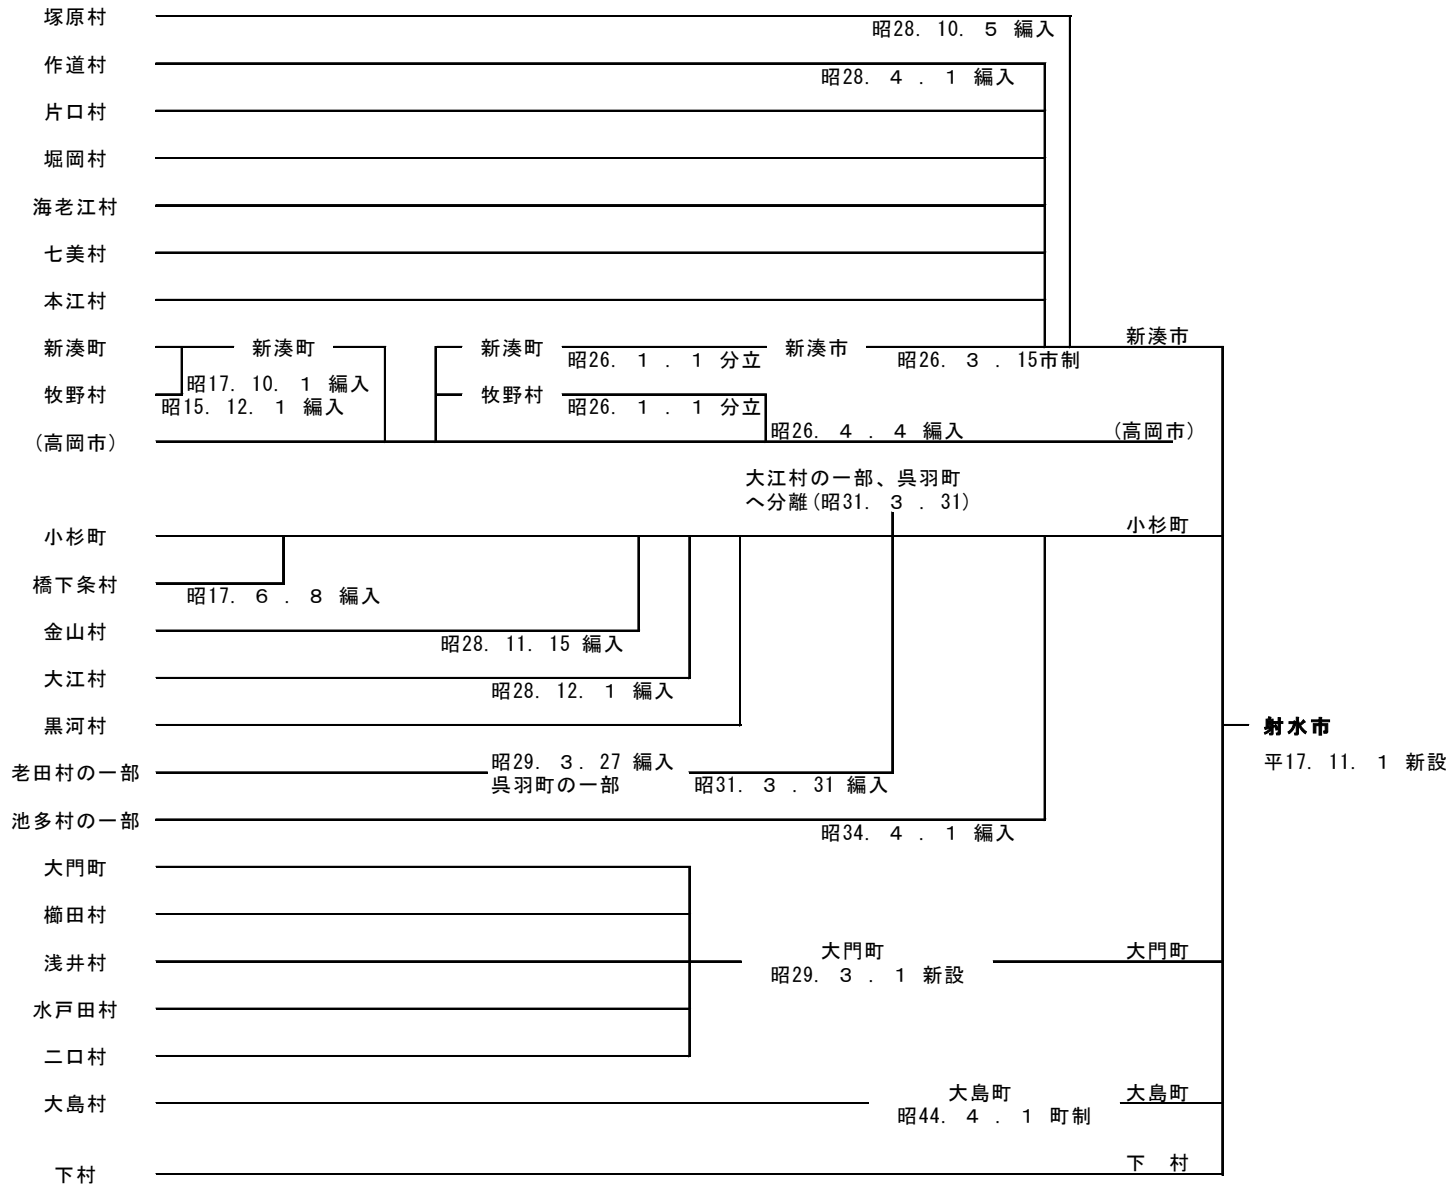 塚原村
昭28. 10. 5 編入
作道村
昭28. 4 . 1 編入
片口村
堀岡村
海老江村
七美村
本江村
新湊市
新湊町 新湊町 新湊町 新湊市
昭26. 1 . 1 分立 昭26. 3 . 15市制
昭17. 10. 1 編入
牧野村 牧野村
昭15. 12. 1 編入 昭26. 1 . 1 分立
昭26. 4 . 4 編入 (高岡市)
(高岡市)
大江村の一部、呉羽町
へ分離(昭31. 3 . 31)
小杉町
小杉町
橋下条村
昭17. 6 . 8 編入
金山村
昭28. 11. 15 編入
大江村
昭28. 12. 1 編入
黒河村 射水市
昭29. 3. 27 編入 平17. 11. 1 新設
老田村の一部
呉羽町の一部 昭31. 3 . 31 編入
池多村の一部
昭34. 4 . 1 編入
大門町
櫛田村
大門町 大門町
浅井村
昭29. 3 . 1 新設
水戸田村
二口村
大島町 大島町
大島村
昭44. 4 . 1 町制
下 村
下村